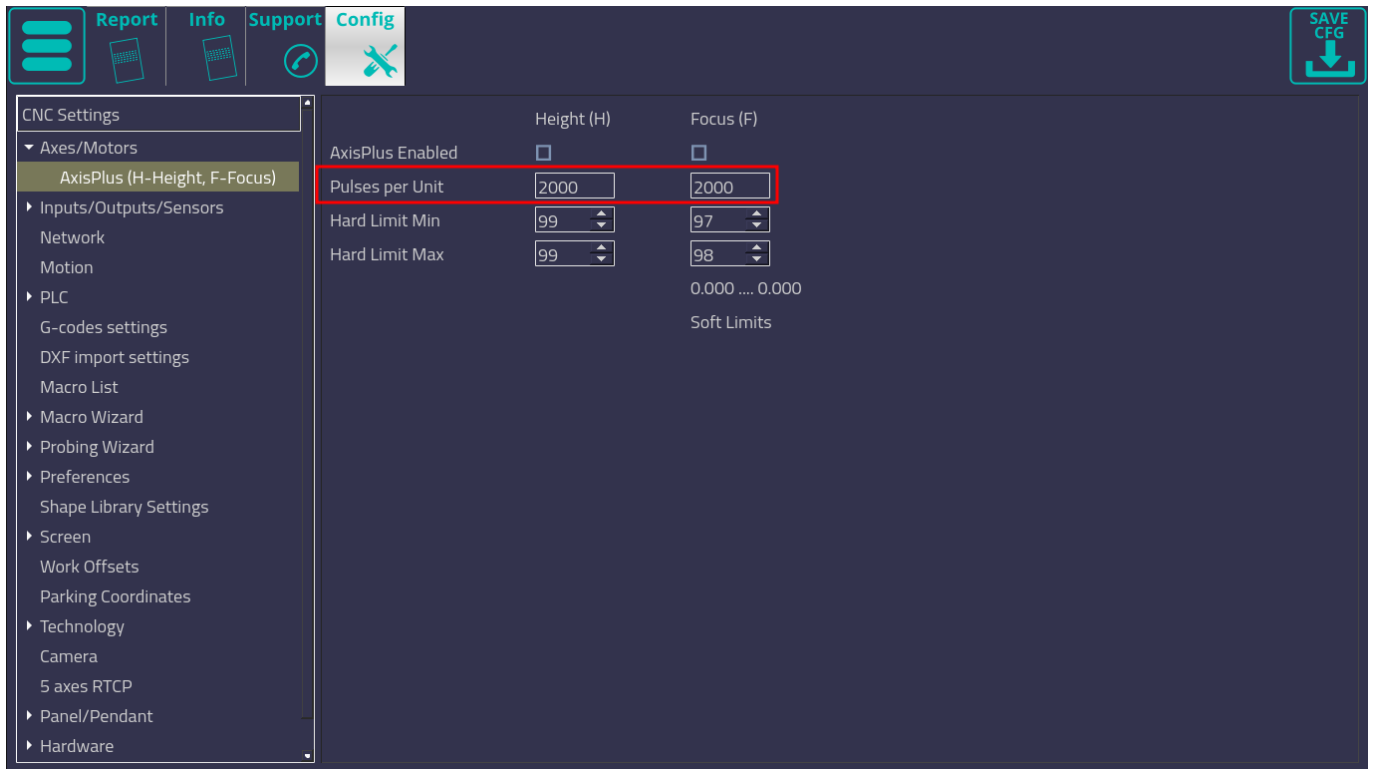 Report Info Support Config
SAVE
CFG
CNC Settings
Axes/Motors
AxisPlus (H-Height, F-Focus)
Inputs/Outputs/Sensors
Network
Motion
PLC
G-codes settings
DXF import settings
Macro List
Macro Wizard
Probing Wizard
Preferences
Shape Library Settings
Screen
Work Offsets
Parking Coordinates
Technology
Camera
5 axes RTCP
Panel/Pendant
Hardware
Height (H) Focus (F)
AxisPlus Enabled
Pulses per Unit 2000 2000
Hard Limit Min 99 97
Hard Limit Max 99 98
0.000 .... 0.000
Soft Limits